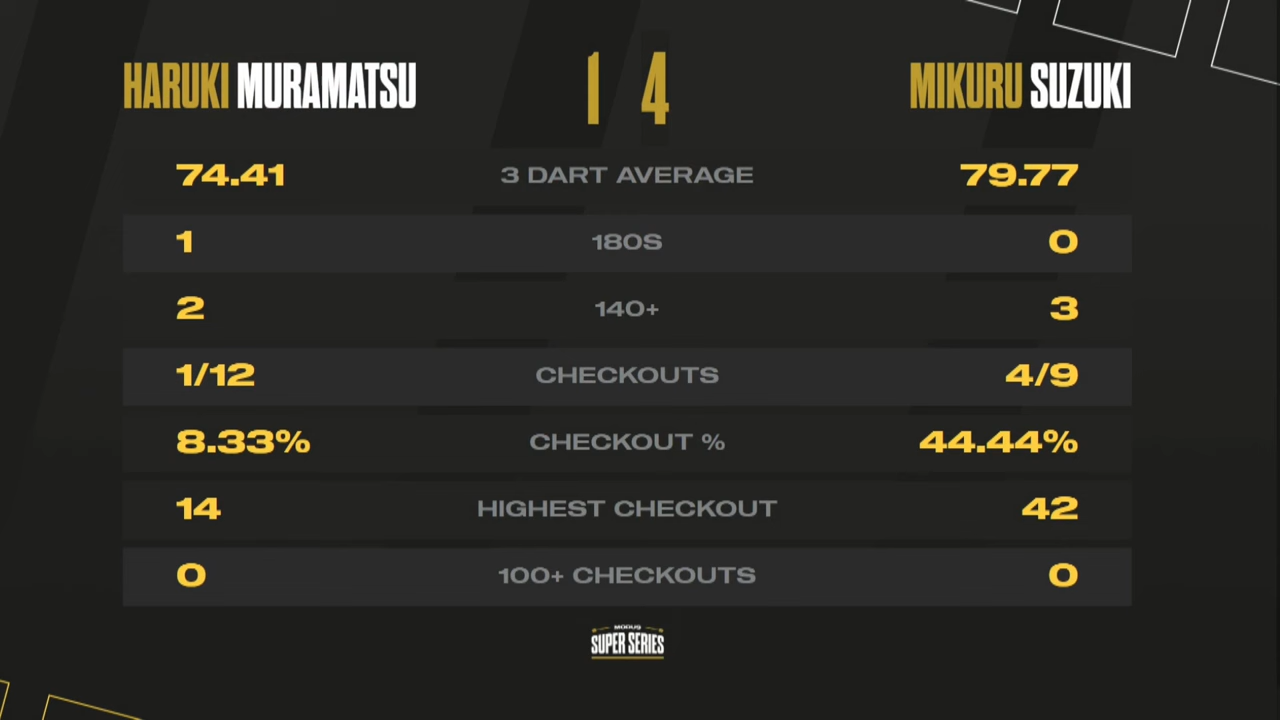 HARUKI MURAMATSU 1 4 MIKURU SUZUKI
74.41 3 DART AVERAGE 79.77
1 180S 0
2 140+ 3
1/12 CHECKOUTS 4/9
8.33% CHECKOUT % 44.44%
14 HIGHEST CHECKOUT 42
0 100+ CHECKOUTS 0
MODUS
SUPER SERIES